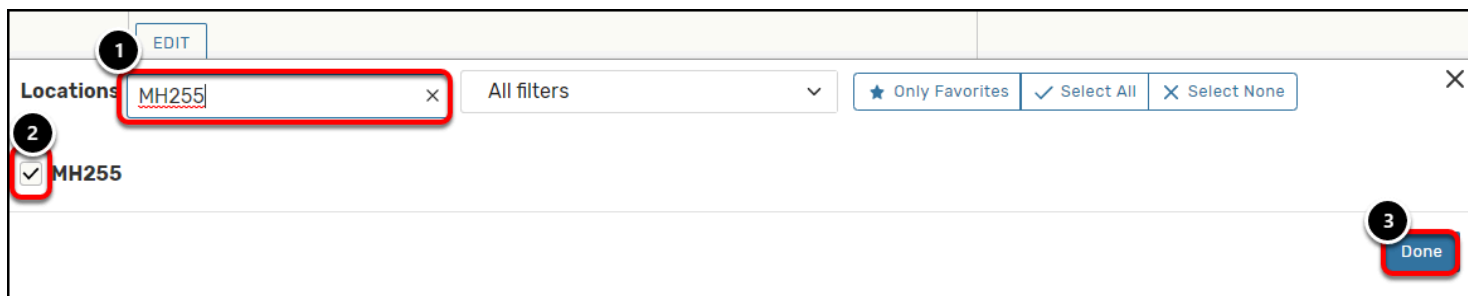 1 EDIT
Locations MH255 × All filters Only Favorites Select All Select None
2
MH255
3
Done